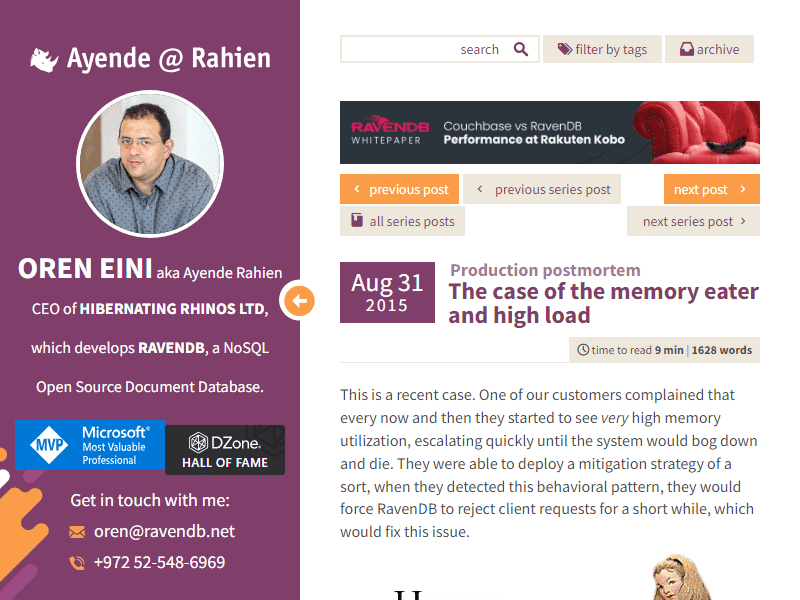 Ayende @ Rahien
OREN EINI aka Ayende Rahien
CEO of HIBERNATING RHINOS LTD,
which develops RAVENDB, a NoSQL
Open Source Document Database.
MVP
Microsoft®
Most Valuable
Professional
DZone.
HALL OF FAME
Get in touch with me:
oren@ravendb.net
+972 52-548-6969
search
filter by tags
archive
RAVENDB
WHITEPAPER
Couchbase vs RavenDB
Performance at Rakuten Kobo
previous post
previous series post
next post
all series posts
next series post
Aug 31
2015
Production postmortem
The case of the memory eater
and high load
time to read 9 min | 1628 words
This is a recent case. One of our customers complained that
every now and then they started to see very high memory
utilization, escalating quickly until the system would bog down
and die. They were able to deploy a mitigation strategy of a
sort, when they detected this behavioral pattern, they would
force RavenDB to reject client requests for a short while, which
would fix this issue.